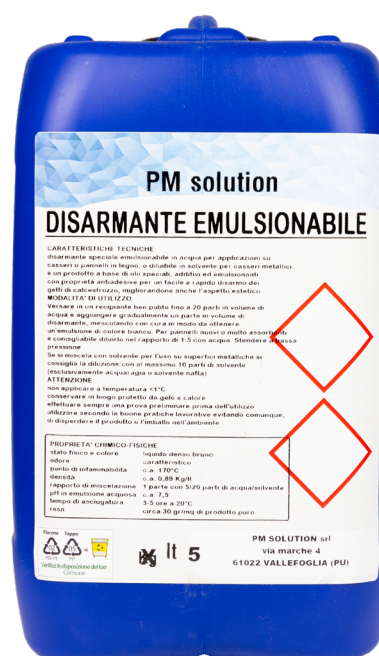 PM solution
DISARMANTE EMULSIONABILE
CARATTERISTICHE TECNICHE:
disarmante speciale emulsionabile in acqua per applicazioni su
casseri o pannelli in legno, o diluibile in solvente per casseri metallici
è un prodotto a base di olii speciali, additivi ed emulsionanti
con proprietà antiadesive per un facile e rapido disarmo dei
getti di calcestruzzo, migliorandone anche l'aspetto estetico.
MODALITA' DI UTILIZZO
Versare in un recipiente ben pulito fino a 20 parti in volume di
acqua e aggiungere gradualmente un parte in volume di
disarmante, mescolando con cura in modo da ottenere
un'emulsione di colore bianco. Per pannelli nuovi o molto assorbenti
è consigliabile diluirlo nel rapporto di 1:5 con acqua. Stendere a bassa
pressione
Se si miscela con solvente per l'uso su superfici metalliche si
consiglia la diluizione con al massimo 10 parti di solvente
(esclusivamente acquaragia o solvente nafta)
ATTENZIONE
non applicare a temperatura <1°C
conservare in luogo protetto da gelo e calore
effettuare sempre una prova preliminare prima dell'utilizzo
utilizzare secondo le buone pratiche lavorative evitando comunque,
di disperdere il prodotto o l'imballo nell'ambiente
PROPRIETA' CHIMICO-FISICHE
stato fisico e colore liquido denso bruno
odore caratteristico
punto di infiammabilità c.a. 170°C
densità c.a. 0,89 Kg/lt
rapporto di miscelazione 1 parte con 5/20 parti di acqua/solvente
pH in emulsione acquosa c.a. 7,5
tempo di asciugatura 3-5 ore a 20°C
resa circa 30 gr/mq di prodotto puro
Flacone Tappo
Verifica le disposizioni del tuo
Comune
lt 5
PM SOLUTION srl
via marche 4
61022 VALLEFOGLIA (PU)